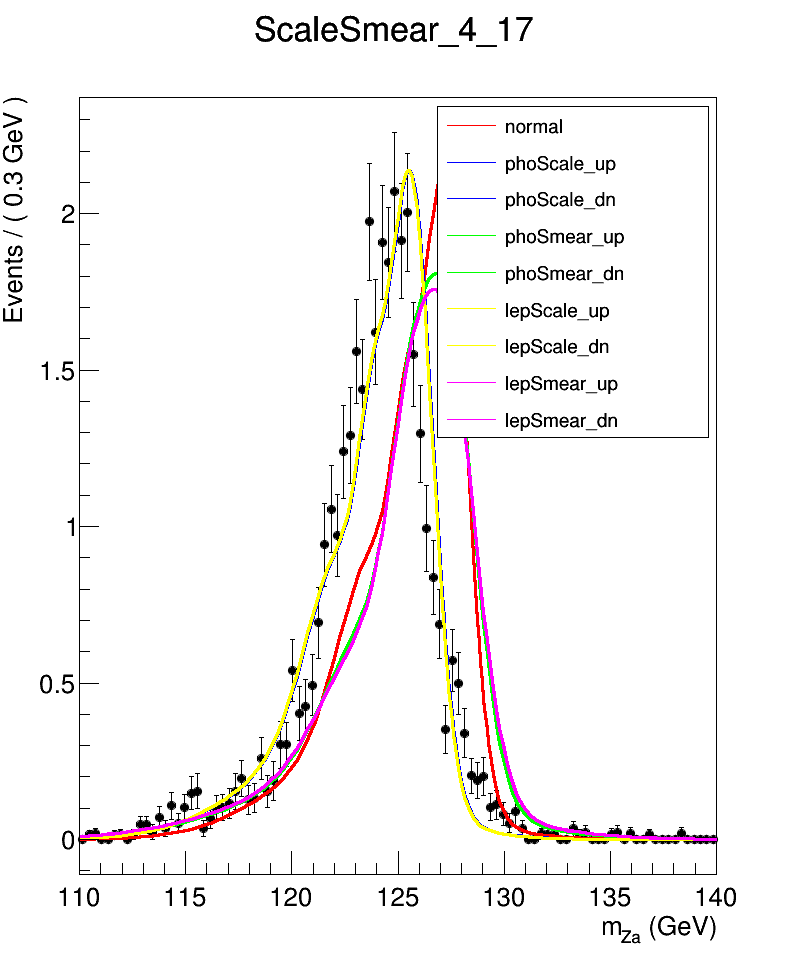 ScaleSmear_4_17
Events / ( 0.3 GeV )
normal
phoScale_up
phoScale_dn
phoSmear_up
phoSmear_dn
lepScale_up
lepScale_dn
lepSmear_up
lepSmear_dn
2
1.5
1
0.5
0
110 115 120 125 130 135 140
m_Za (GeV)